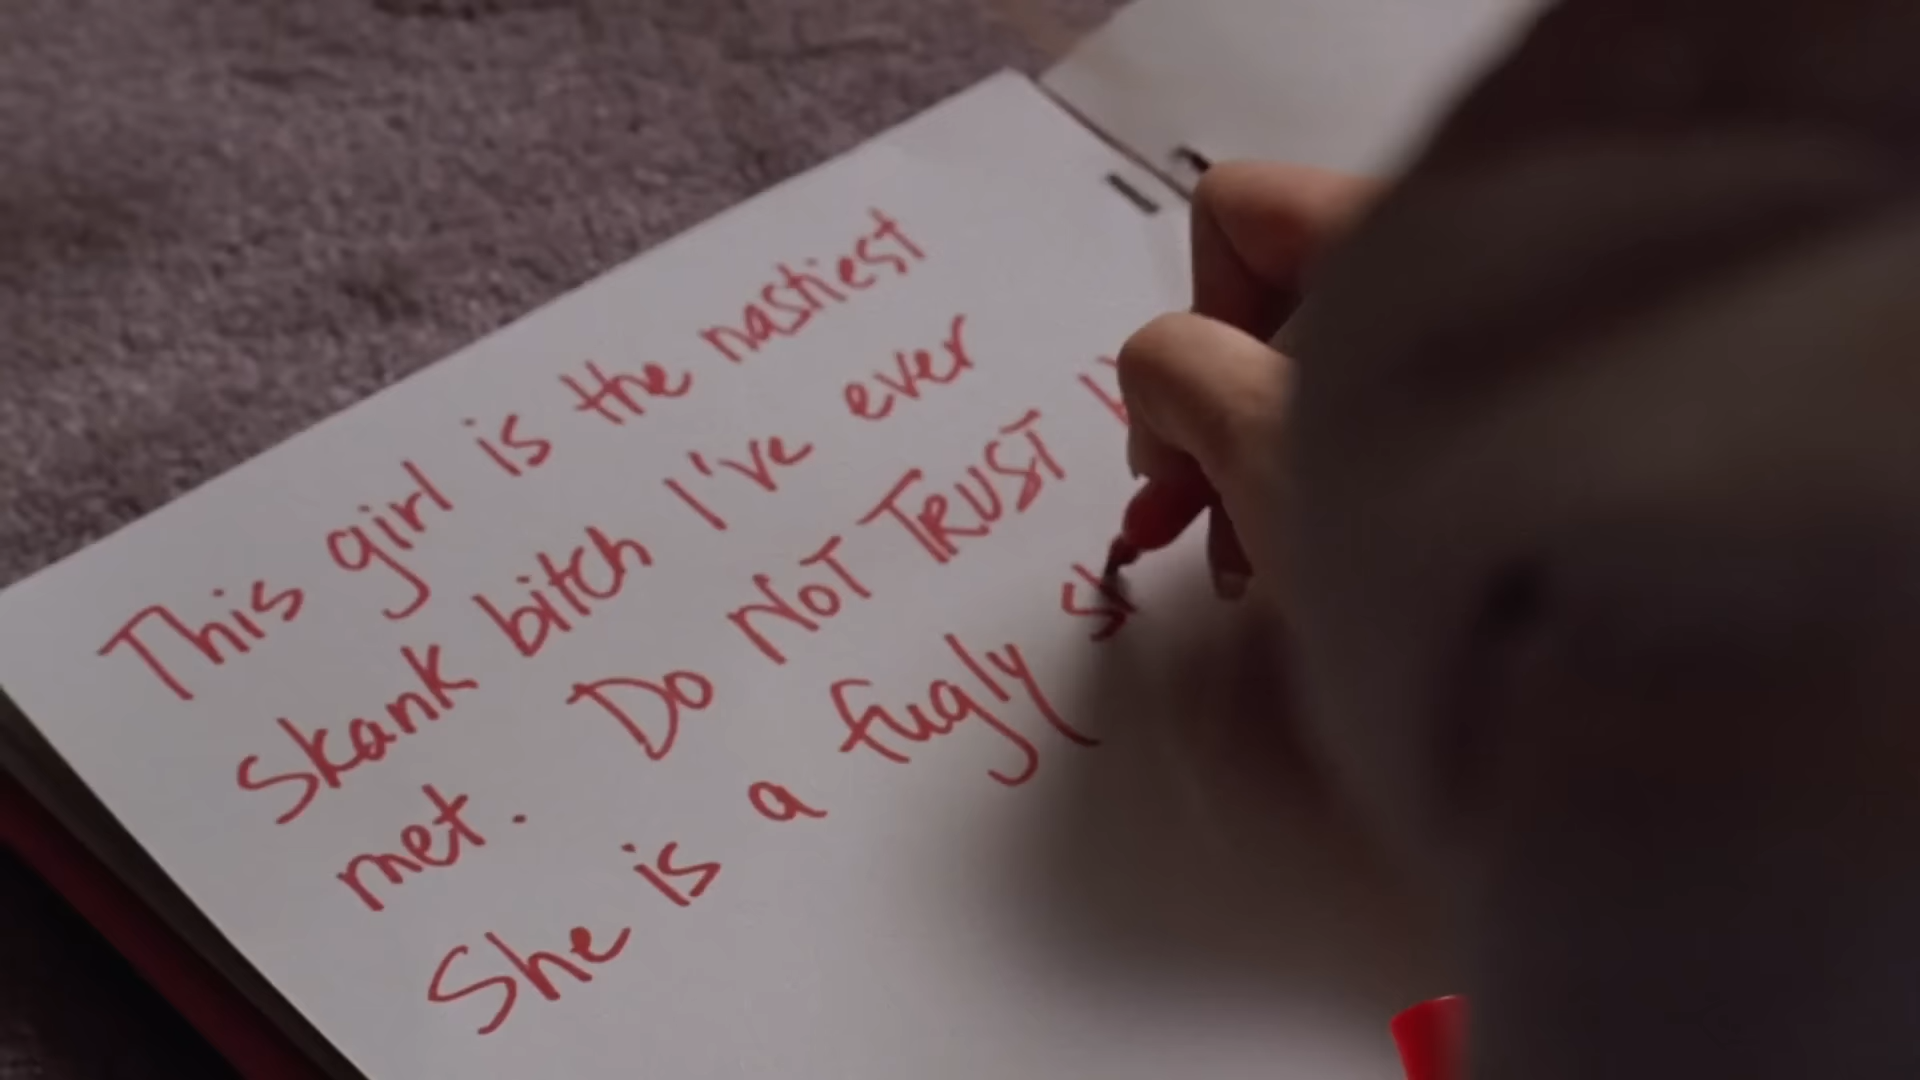 This girl is the nastiest
skank bitch I've ever
met. Do NOT TRUST
She is a fugly